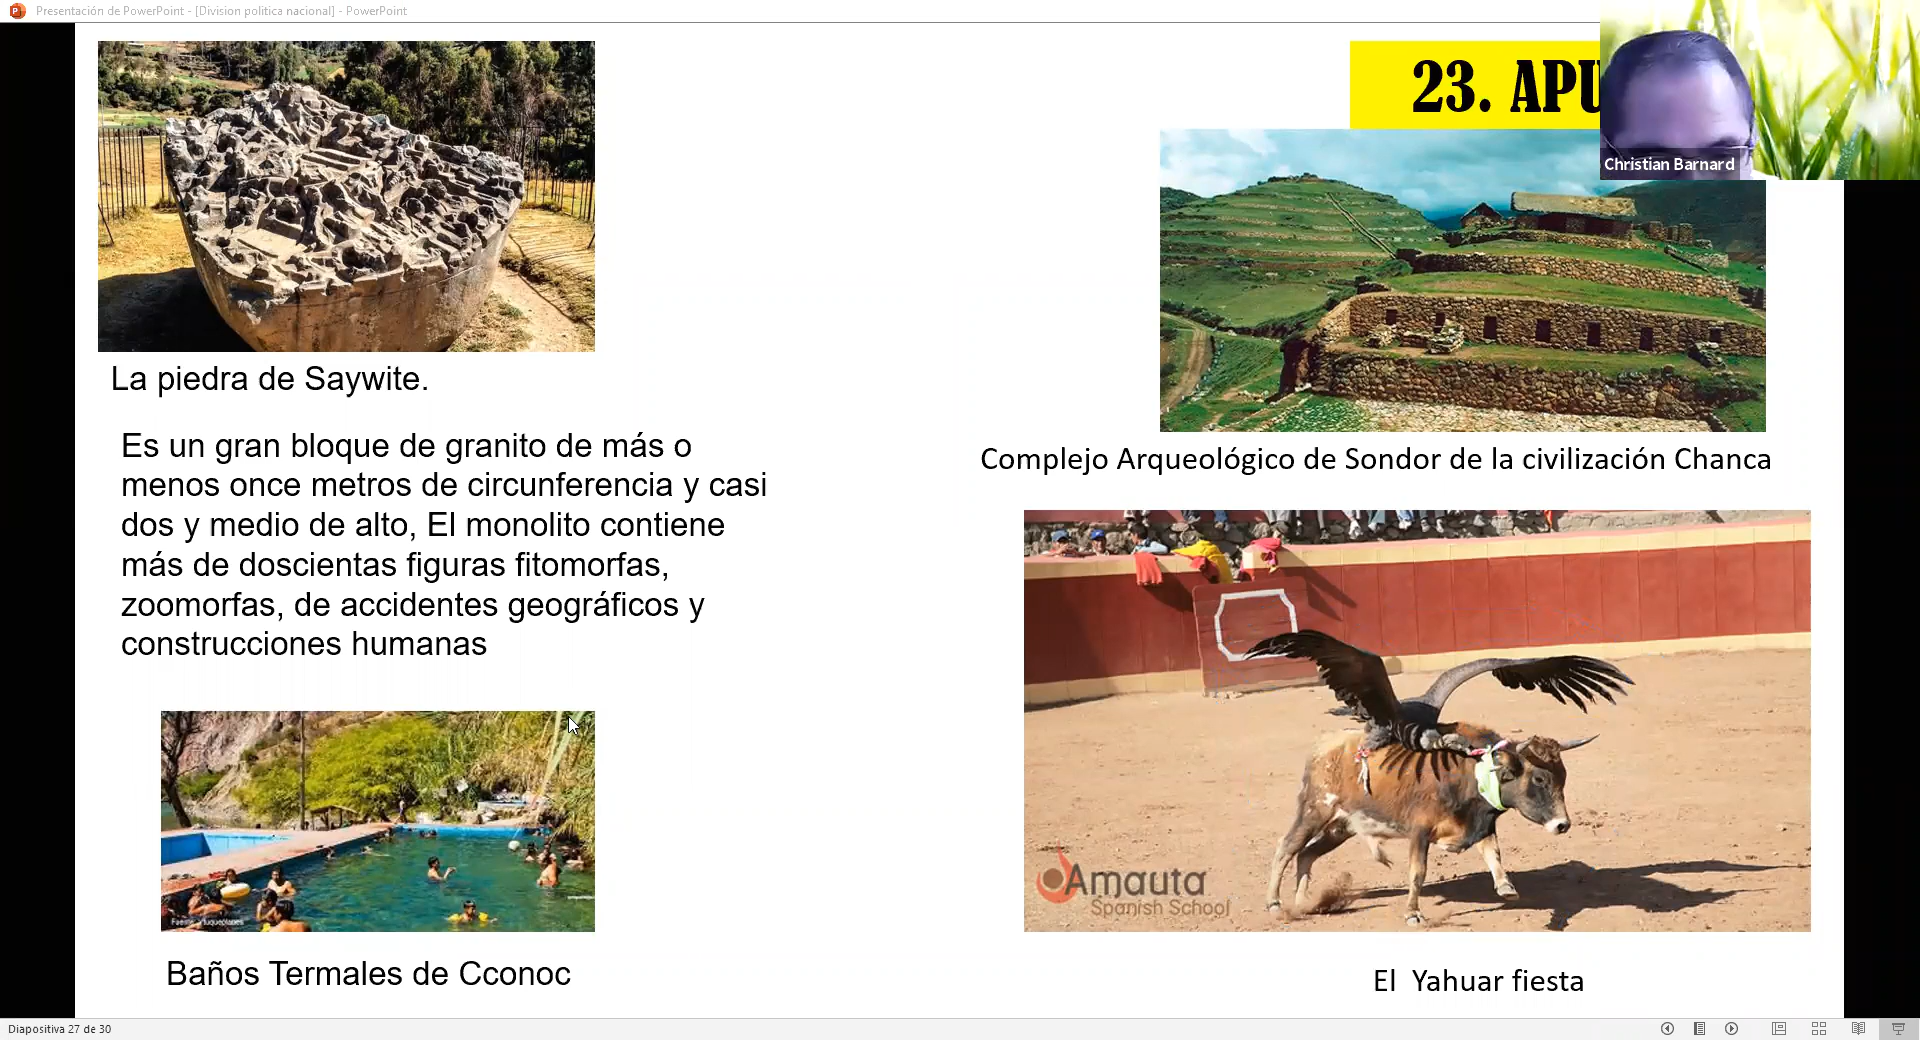 Presentación de PowerPoint - [Division politica nacional] - PowerPoint
23. APU
Christian Barnard
La piedra de Saywite.
Es un gran bloque de granito de más o
menos once metros de circunferencia y casi
dos y medio de alto, El monolito contiene
más de doscientas figuras fitomorfas,
zoomorfas, de accidentes geográficos y
construcciones humanas
Complejo Arqueológico de Sondor de la civilización Chanca
Amauta
Spanish School
Baños Termales de Cconoc
El Yahuar fiesta
Diapositiva 27 de 30